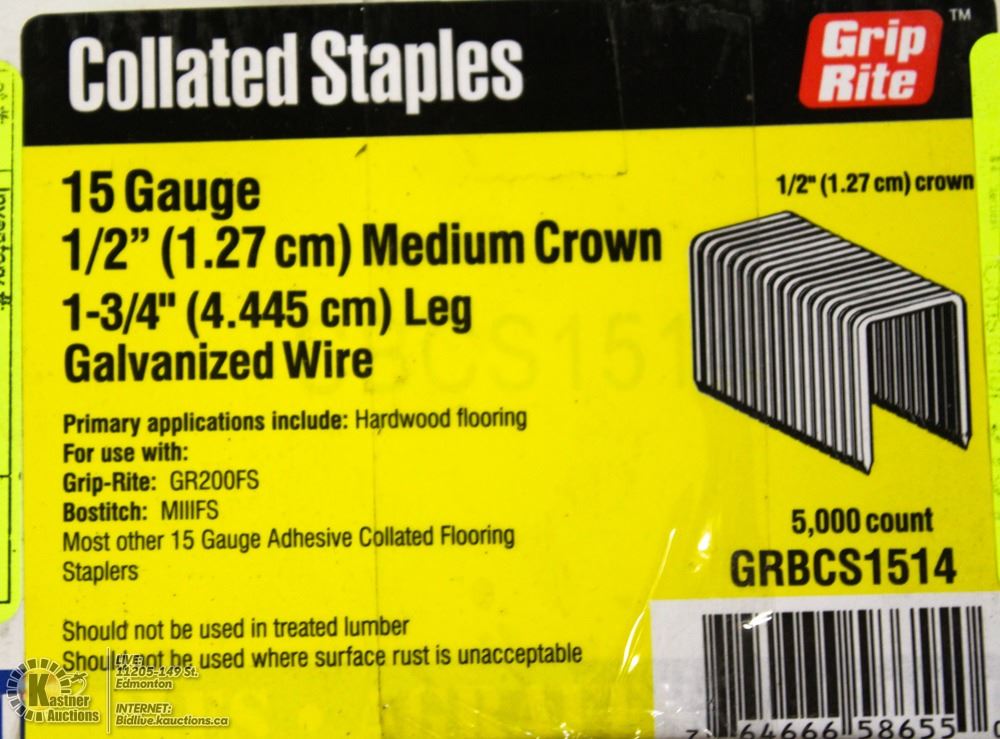 Collated Staples
Grip
Rite
TM
15 Gauge
1/2” (1.27 cm) Medium Crown
1-3/4" (4.445 cm) Leg
Galvanized Wire
1/2" (1.27 cm) crown
Primary applications include: Hardwood flooring
For use with:
Grip-Rite: GR200FS
Bostitch: MIIIFS
Most other 15 Gauge Adhesive Collated Flooring
Staplers
5,000 count
GRBCS1514
Should not be used in treated lumber
Should not be used where surface rust is unacceptable
64666 58655
Kastner
Auctions
LIVE:
11205-149 St.
Edmonton
INTERNET:
Bidlive.kauctions.ca